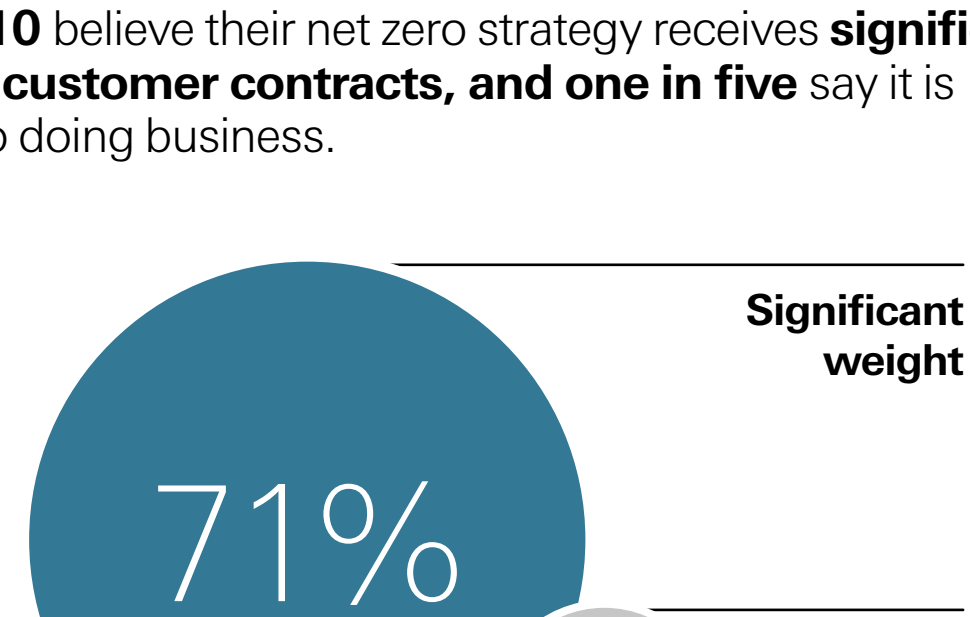 10 believe their net zero strategy receives
customer contracts, and one in five say it is
doing business.
Significant
weight
71%